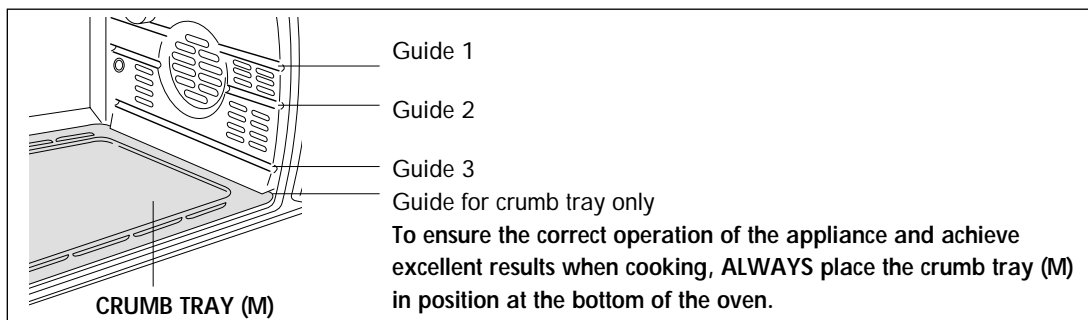 Guide 1
Guide 2
Guide 3
Guide for crumb tray only
To ensure the correct operation of the appliance and achieve
excellent results when cooking, ALWAYS place the crumb tray (M)
in position at the bottom of the oven.
CRUMB TRAY (M)